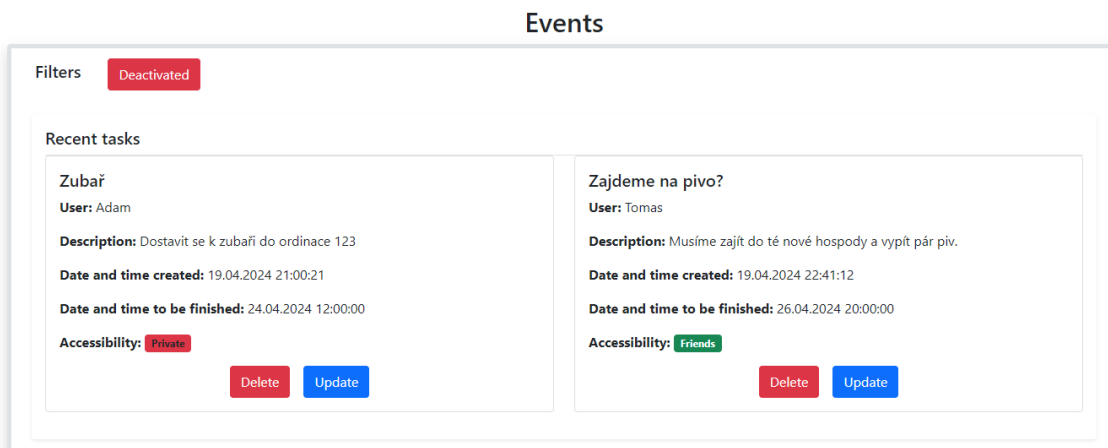 Events
Filters
Deactivated
Recent tasks
Zubař
User: Adam
Description: Dostavit se k zubaři do ordinace 123
Date and time created: 19.04.2024 21:00:21
Date and time to be finished: 24.04.2024 12:00:00
Accessibility: Private
Delete
Update
Zajdeme na pivo?
User: Tomas
Description: Musíme zajít do té nové hospody a vypít pár piv.
Date and time created: 19.04.2024 22:41:12
Date and time to be finished: 26.04.2024 20:00:00
Accessibility: Friends
Delete
Update